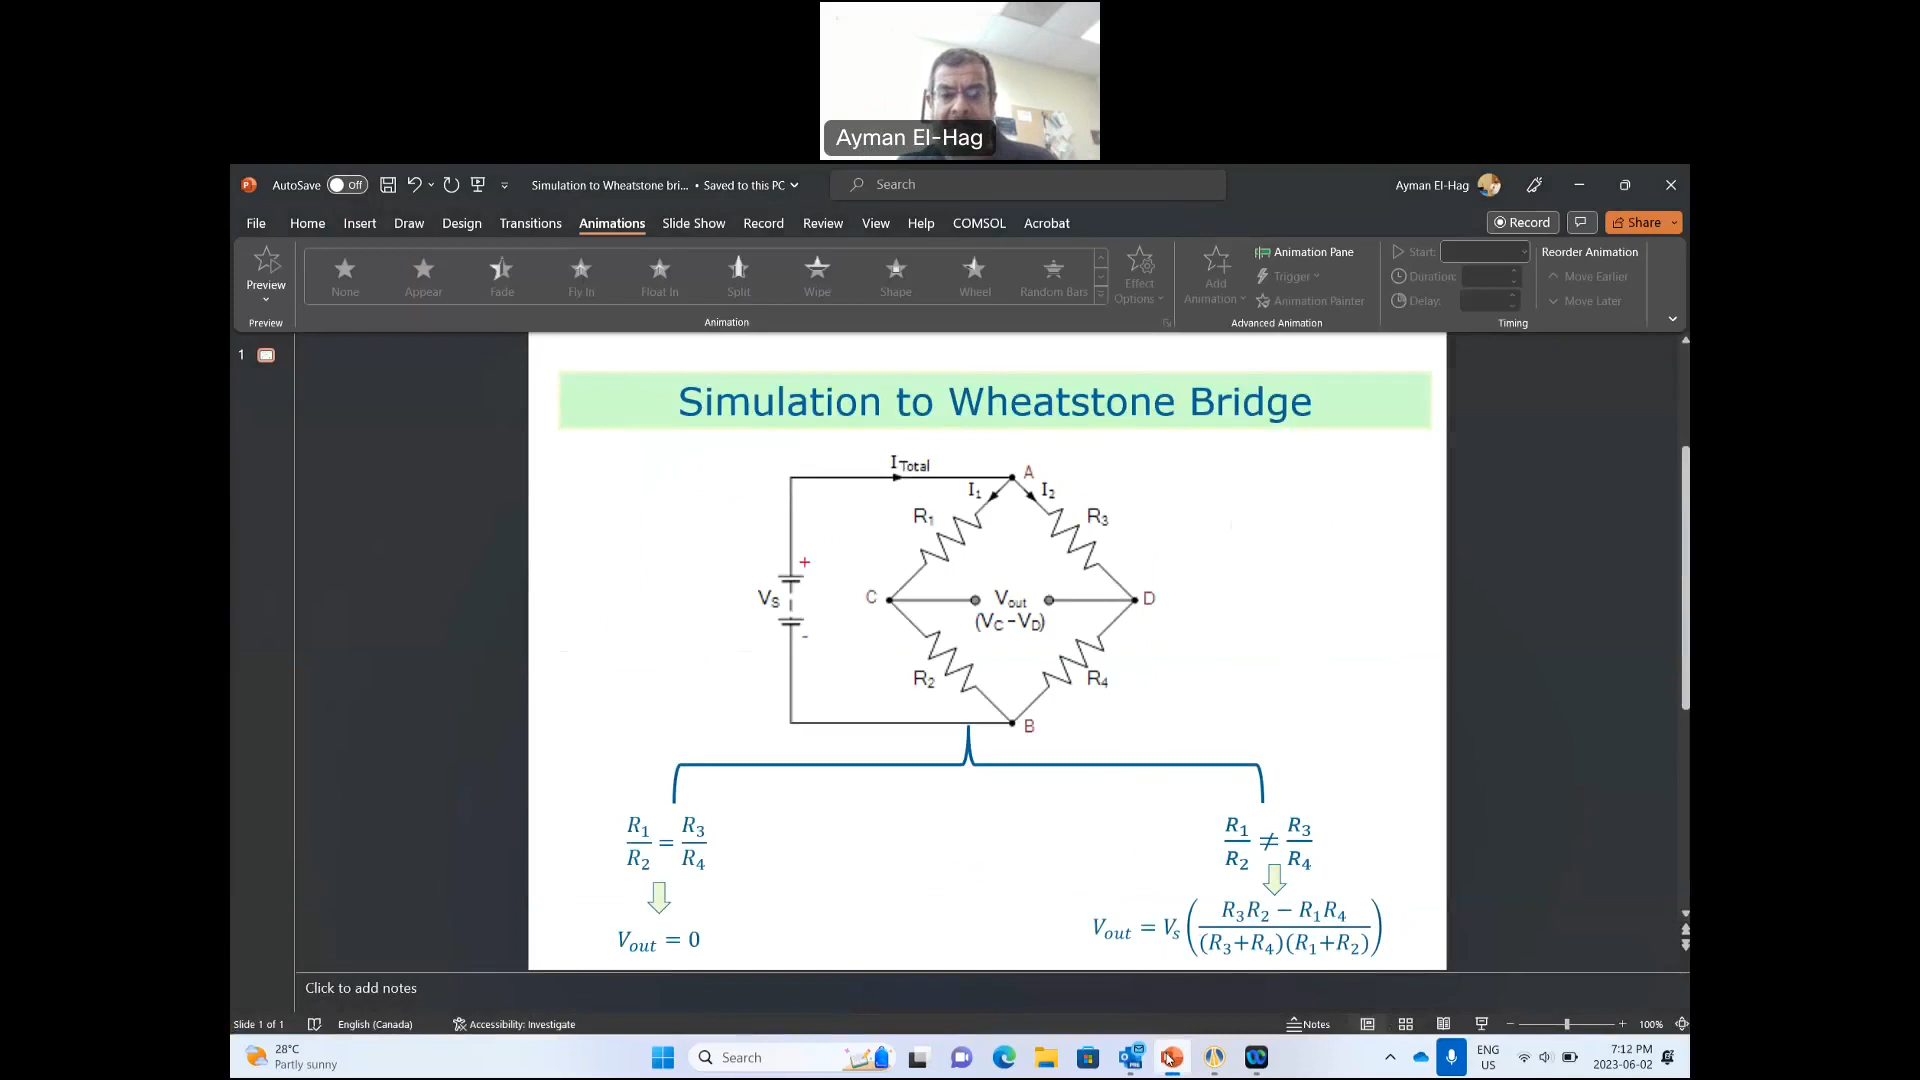 Ayman El-Hag
AutoSave Off Simulation to Wheatstone bri... • Saved to this PC Search Ayman El-Hag
File Home Insert Draw Design Transitions Animations Slide Show Record Review View Help COMSOL Acrobat Record Share
Preview None Appear Fade Fly In Float In Split Wipe Shape Wheel Random Bars Effect Options Add Animation Animation Pane Trigger Animation Painter Start: Duration: Delay: Reorder Animation Move Earlier Move Later
Preview Animation Advanced Animation Timing
1
Simulation to Wheatstone Bridge
I_Total
A
I_1 I_2
R_1 R_3
+
V_S C V_out D
(V_C – V_D)
-
R_2 R_4
B
R_1/R_2 = R_3/R_4
R_1/R_2 ≠ R_3/R_4
V_out = 0
V_out = V_s ( (R_3R_2 − R_1R_4) / ((R_3+R_4)(R_1+R_2)) )
Click to add notes
Slide 1 of 1 English (Canada) Accessibility: Investigate Notes 100%
28°C
Partly sunny
Search
ENG
US
7:12 PM
2023-06-02